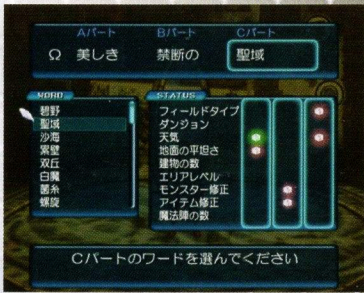 Aパート Bパート Cパート
Ω 美しき 禁断の 聖域
WORD
碧野
聖域
沙海
紫壁
双丘
白魔
菌糸
螺旋
STATUS
フィールドタイプ
ダンジョン
天気
地面の平坦さ
建物の数
エリアレベル
モンスター修正
アイテム修正
魔法陣の数
Cパートのワードを選んでください